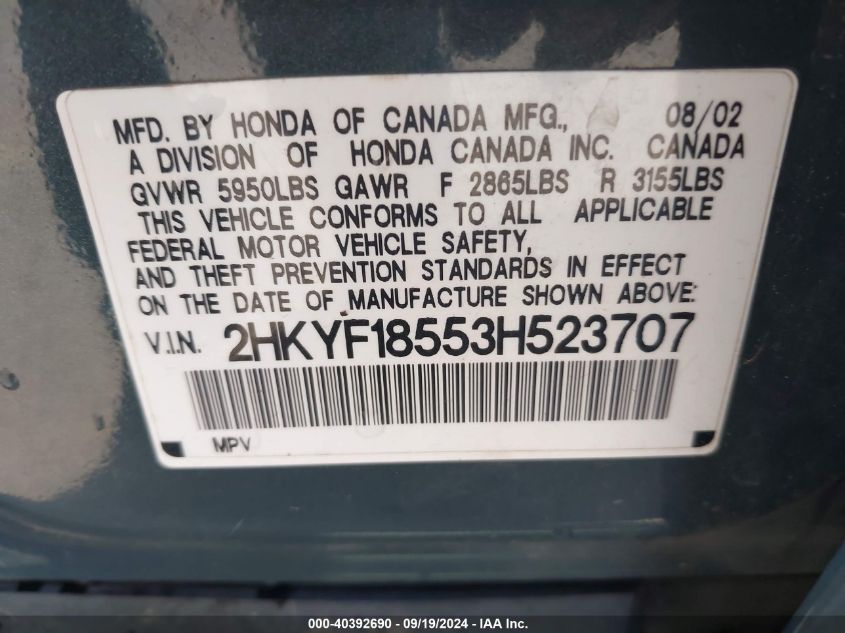 MFD. BY HONDA OF CANADA MFG., 08/02
A DIVISION OF HONDA CANADA INC. CANADA
GVWR 5950LBS GAWR F 2865LBS R 3155LBS
THIS VEHICLE CONFORMS TO ALL APPLICABLE
FEDERAL MOTOR VEHICLE SAFETY,
AND THEFT PREVENTION STANDARDS IN EFFECT
ON THE DATE OF MANUFACTURE SHOWN ABOVE:
V.I.N. 2HKYF18553H523707
MPV
000-40392690 - 09/19/2024 - IAA Inc.